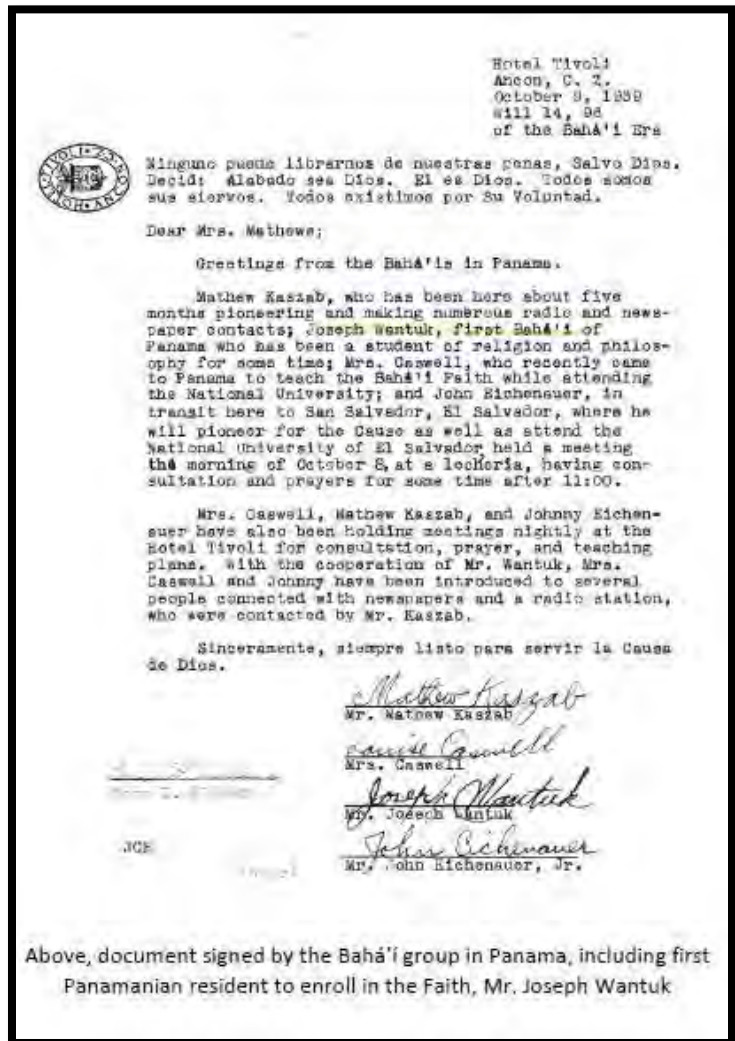 Hotel Tivoli
Ancon, C. Z.
October 9, 1939
Will 14, 96
of the Bahá'i Era
TIVOLI
HOTEL
ANCON
Ninguno puede librarnos de nuestras penas, Salvo Dios.
Decid: Alabado sea Dios. El es Dios. Todos somos
sus siervos. Todos existimos por Su Voluntad.
Dear Mrs. Mathews;
Greetings from the Bahá'is in Panama.
Mathew Kaszab, who has been here about five
months pioneering and making numerous radio and news-
paper contacts; Joseph Wantuk, first Bahá'i of
Panama who has been a student of religion and philos-
ophy for some time; Mrs. Caswell, who recently came
to Panama to teach the Bahá'i Faith while attending
the National University; and John Eichenauer, in
transit here to San Salvador, El Salvador, where he
will pioneer for the Cause as well as attend the
National University of El Salvador held a meeting
the morning of October 8, at a lecheria, having con-
sultation and prayers for some time after 11:00.
Mrs. Caswell, Mathew Kaszab, and Johnny Eichen-
auer have also been holding meetings nightly at the
Hotel Tivoli for consultation, prayer, and teaching
plans. With the cooperation of Mr. Wantuk, Mrs.
Caswell and Johnny have been introduced to several
people connected with newspapers and a radio station,
who were contacted by Mr. Kaszab.
Sinceramente, siempre listo para servir la Causa
de Dios.
Mathew Kaszab
Mr. Mathew Kaszab
Louise Caswell
Mrs. Caswell
Joseph Wantuk
Mr. Joseph Wantuk
John Eichenauer
Mr. John Eichenauer, Jr.
JCE
Above, document signed by the Bahá'í group in Panama, including first
Panamanian resident to enroll in the Faith, Mr. Joseph Wantuk